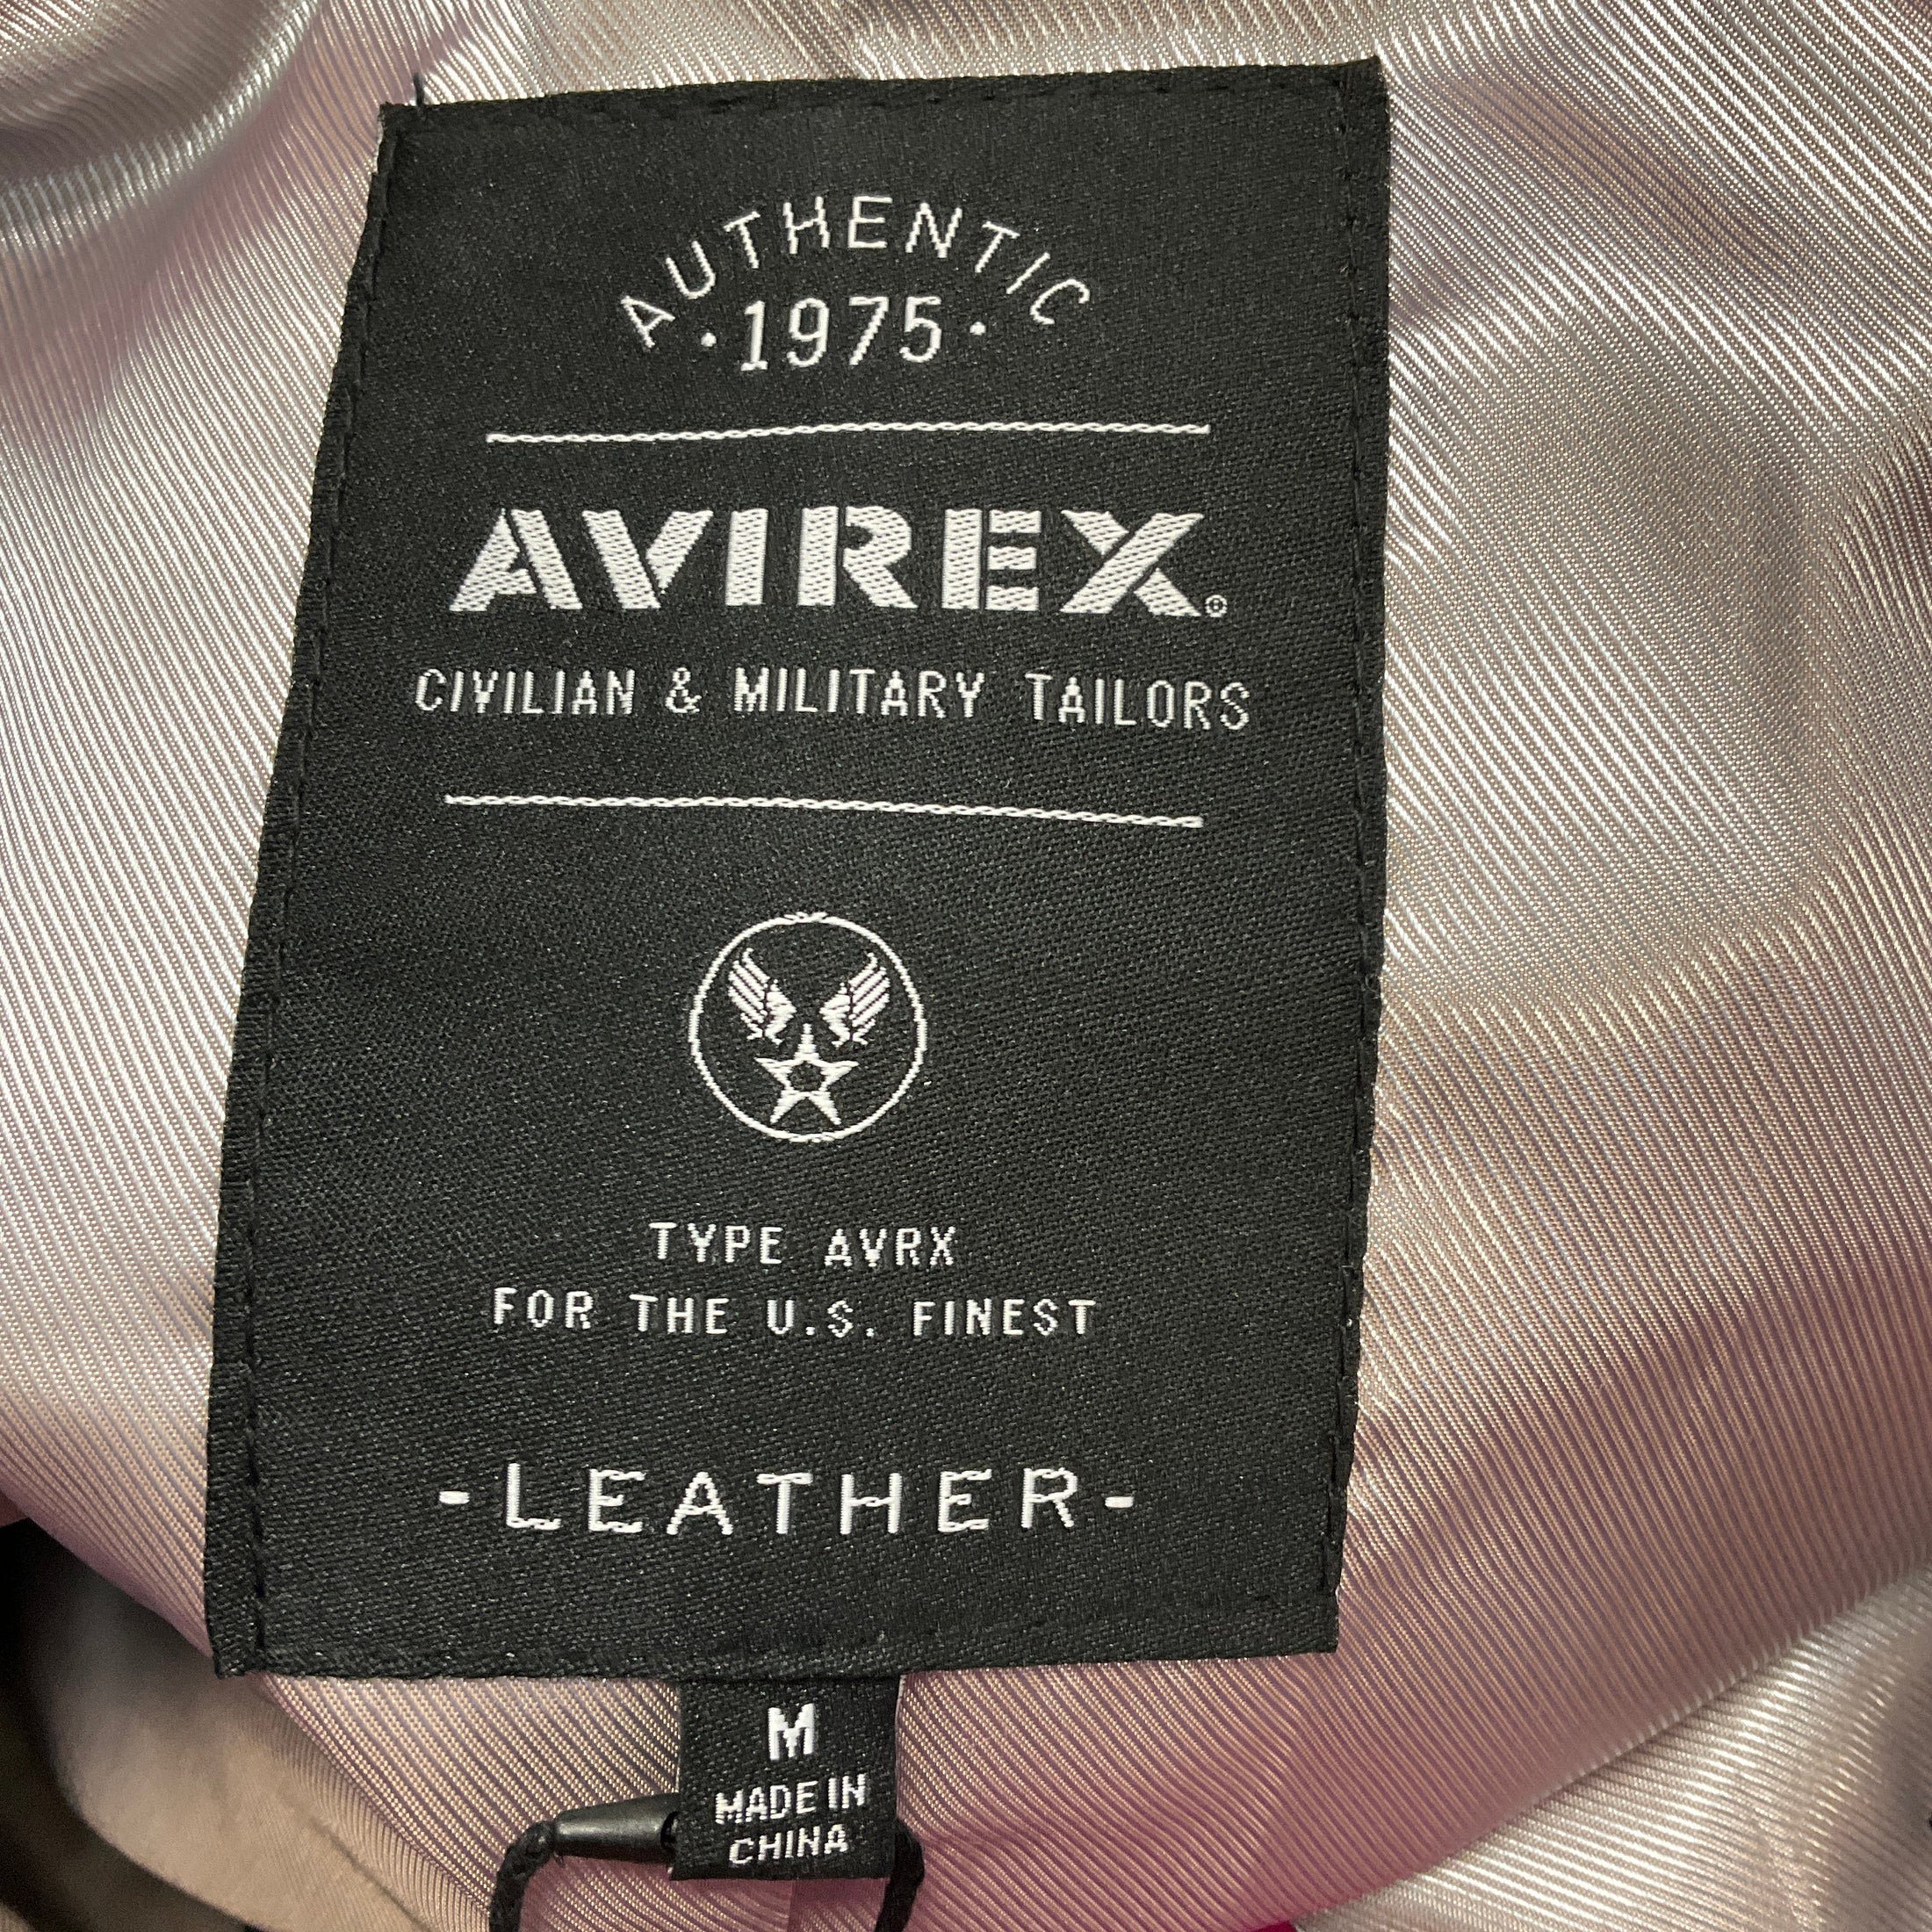 AUTHENTIC
·1975·
AVIREX®
CIVILIAN & MILITARY TAILORS
TYPE AVRX
FOR THE U.S. FINEST
-LEATHER-
M
MADE IN
CHINA